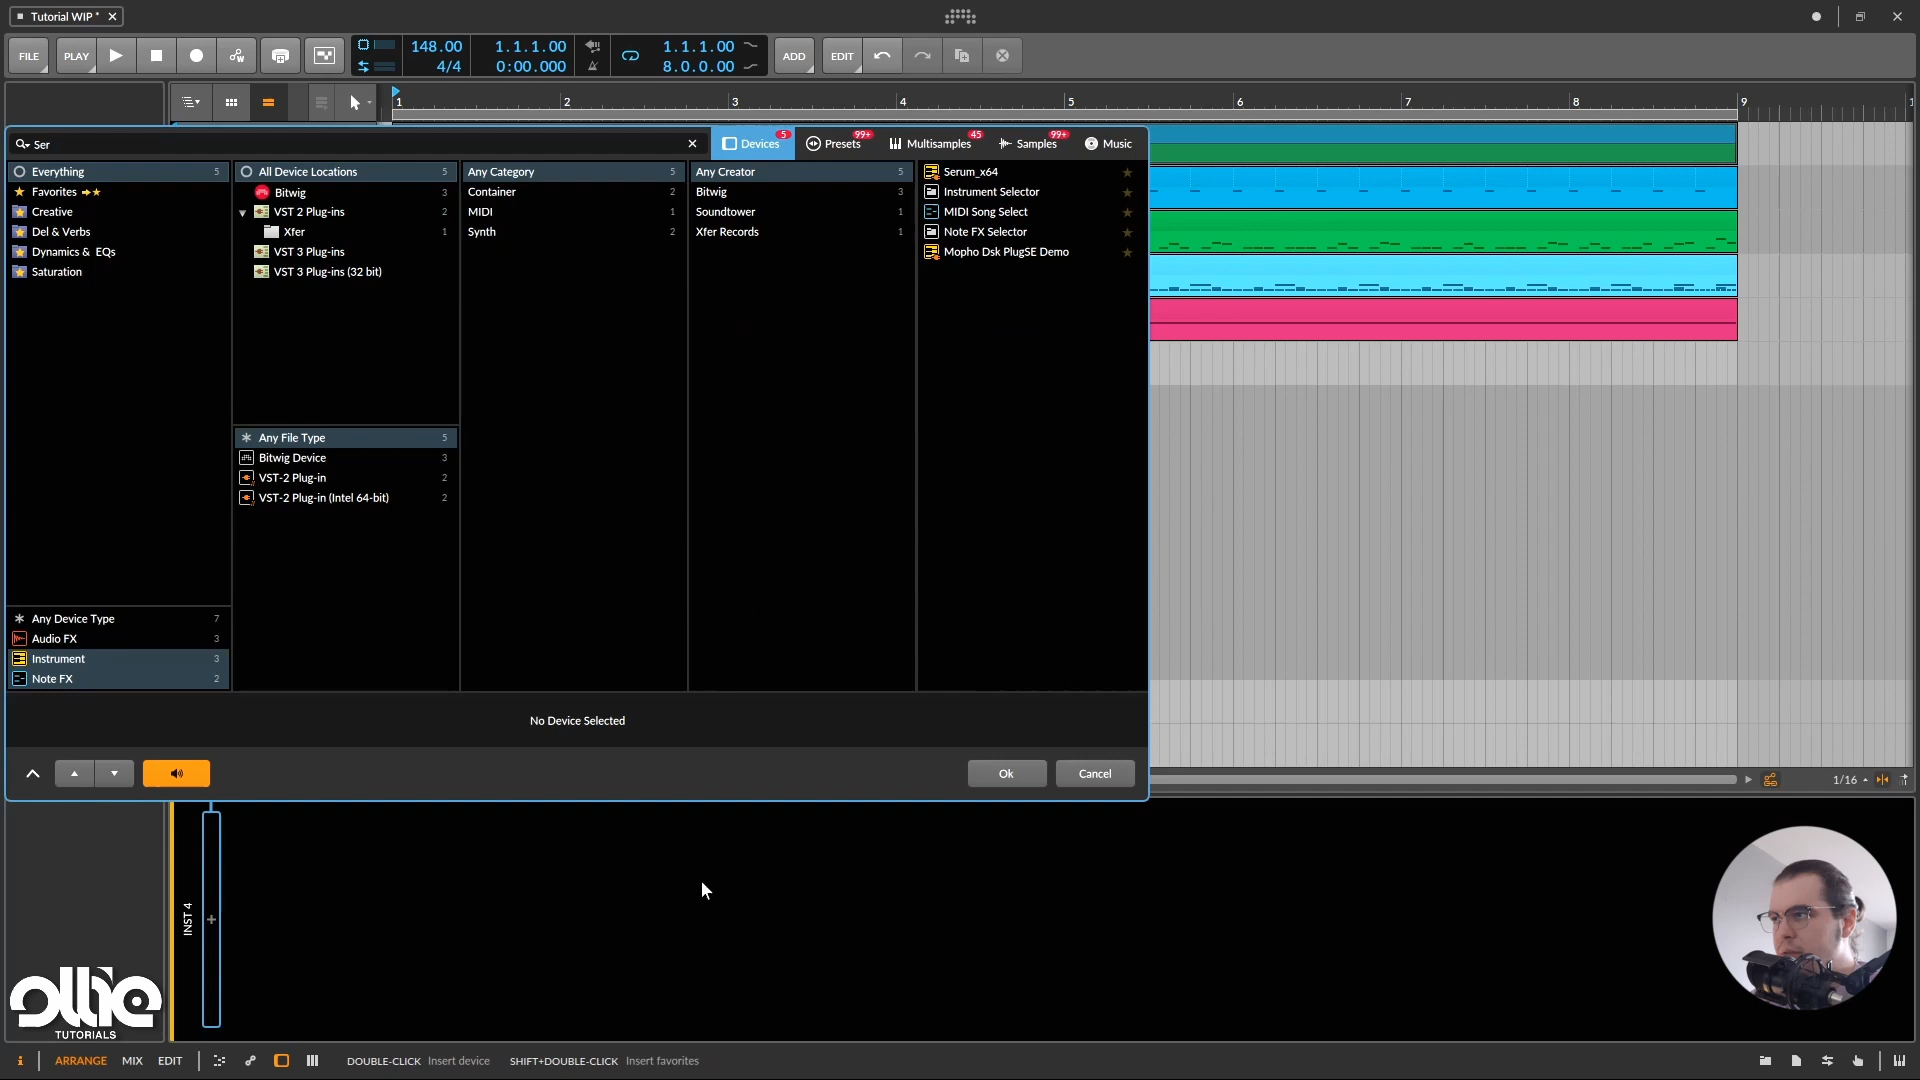 Tutorial WIP *
FILE
PLAY
148.00
4/4
1.1.1.00
0:00.000
1.1.1.00
8.0.0.00
ADD
EDIT
1 2 3 4 5 6 7 8 9 1
Ser
Devices 5
Presets 99+
Multisamples 45
Samples 99+
Music
Everything 5
Favorites
Creative
Del & Verbs
Dynamics & EQs
Saturation
Any Device Type 7
Audio FX 3
Instrument 3
Note FX 2
All Device Locations 5
Bitwig 3
VST 2 Plug-ins 2
Xfer 1
VST 3 Plug-ins
VST 3 Plug-ins (32 bit)
Any File Type 5
Bitwig Device 3
VST-2 Plug-in 2
VST-2 Plug-in (Intel 64-bit) 2
Any Category 5
Container 2
MIDI 1
Synth 2
Any Creator 5
Bitwig 3
Soundtower 1
Xfer Records 1
Serum_x64
Instrument Selector
MIDI Song Select
Note FX Selector
Mopho Dsk PlugSE Demo
No Device Selected
Ok
Cancel
1/16
INST 4
+
ollie
TUTORIALS
i
ARRANGE
MIX
EDIT
DOUBLE-CLICK Insert device
SHIFT+DOUBLE-CLICK Insert favorites